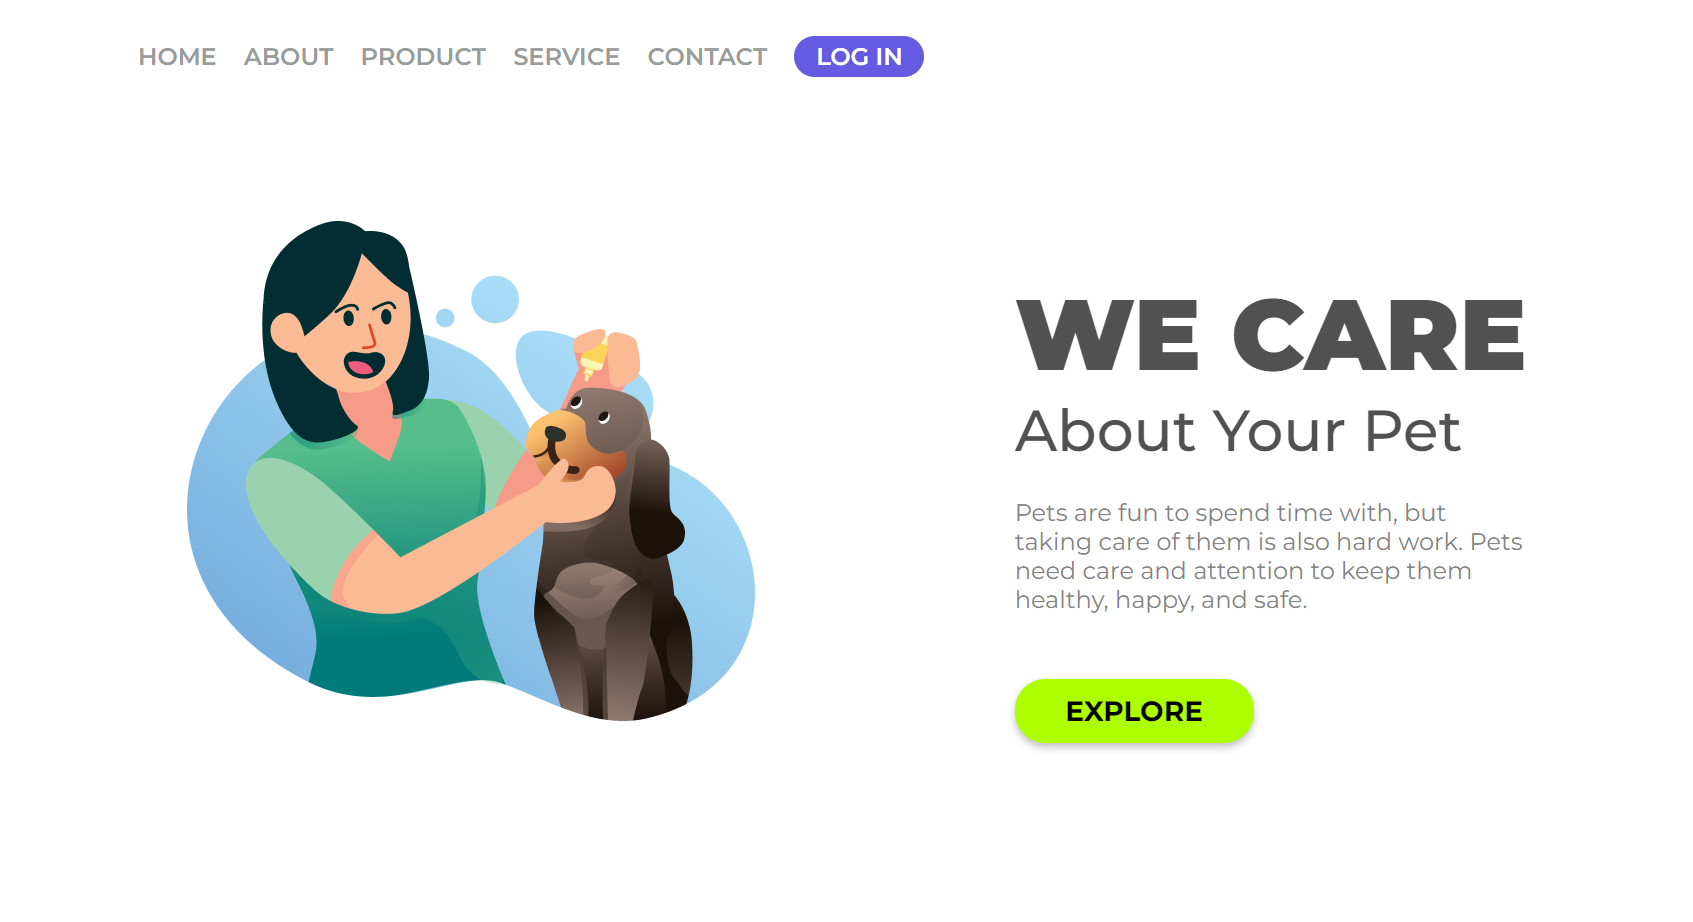 HOME ABOUT PRODUCT SERVICE CONTACT LOG IN
WE CARE
About Your Pet
Pets are fun to spend time with, but
taking care of them is also hard work. Pets
need care and attention to keep them
healthy, happy, and safe.
EXPLORE